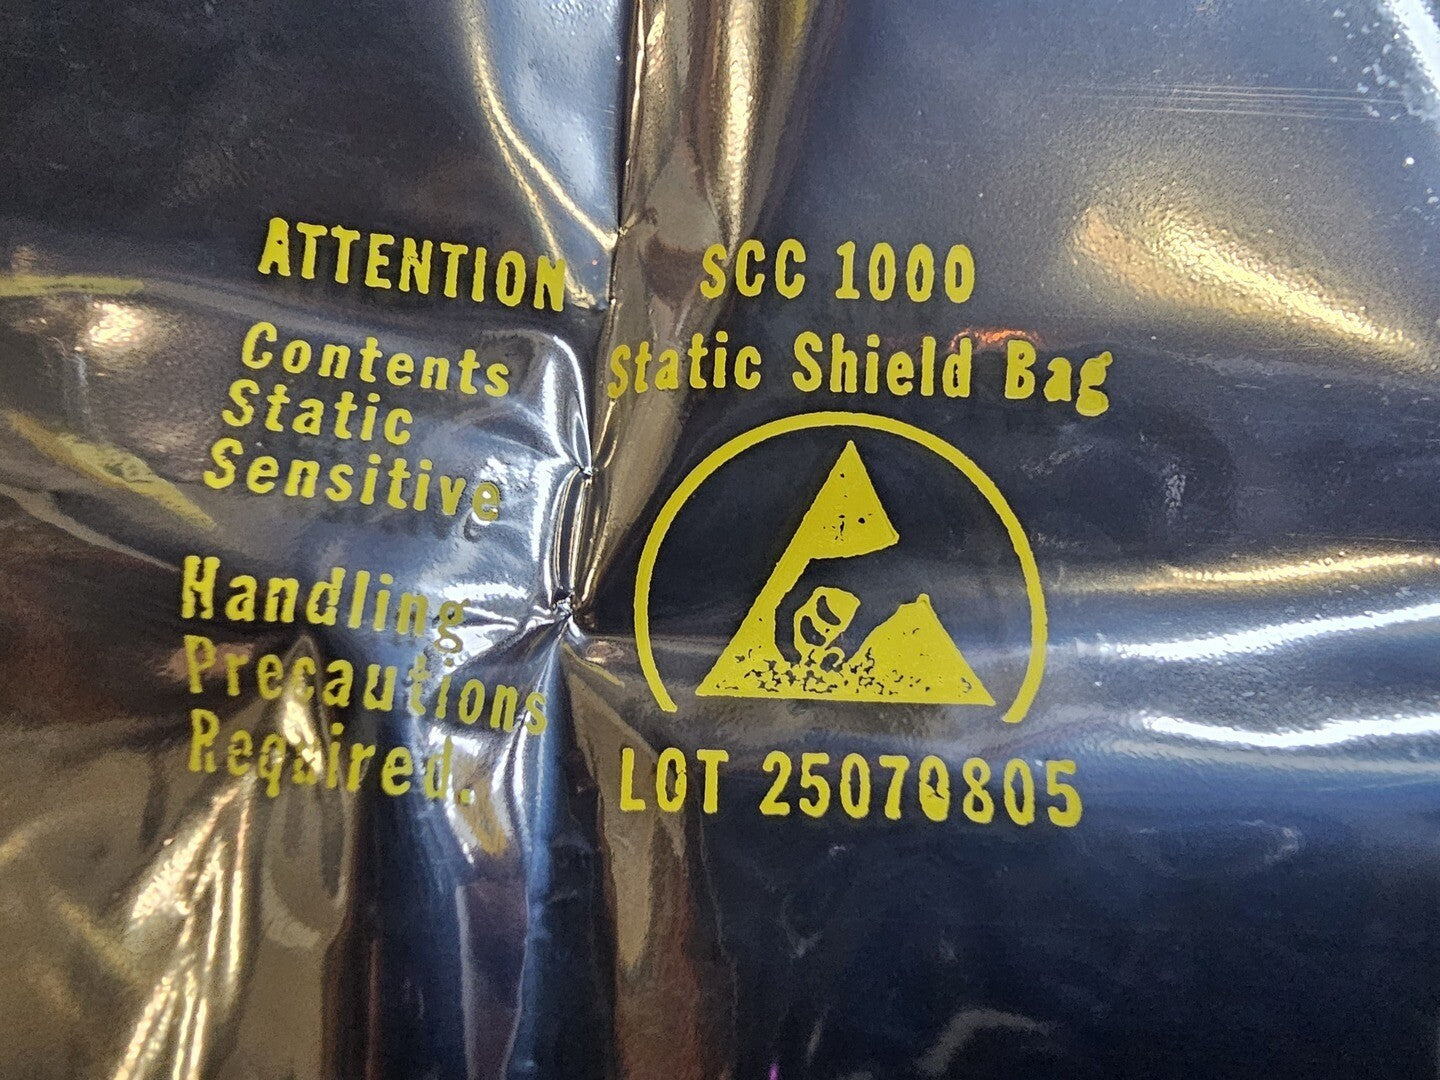 ATTENTION
Contents
Static
Sensitive
Handling
Precautions
Required.
SCC 1000
Static Shield Bag
LOT 25070805